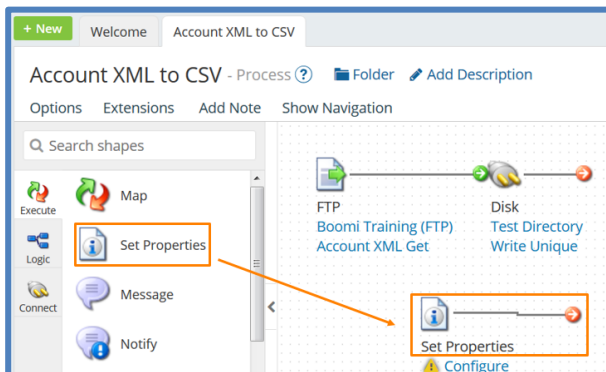 + New
Welcome
Account XML to CSV
Account XML to CSV - Process ? Folder Add Description
Options Extensions Add Note Show Navigation
Search shapes
Execute
Logic
Connect
Map
Set Properties
Message
Notify
FTP
Boomi Training (FTP)
Account XML Get
Disk
Test Directory
Write Unique
Set Properties
Configure